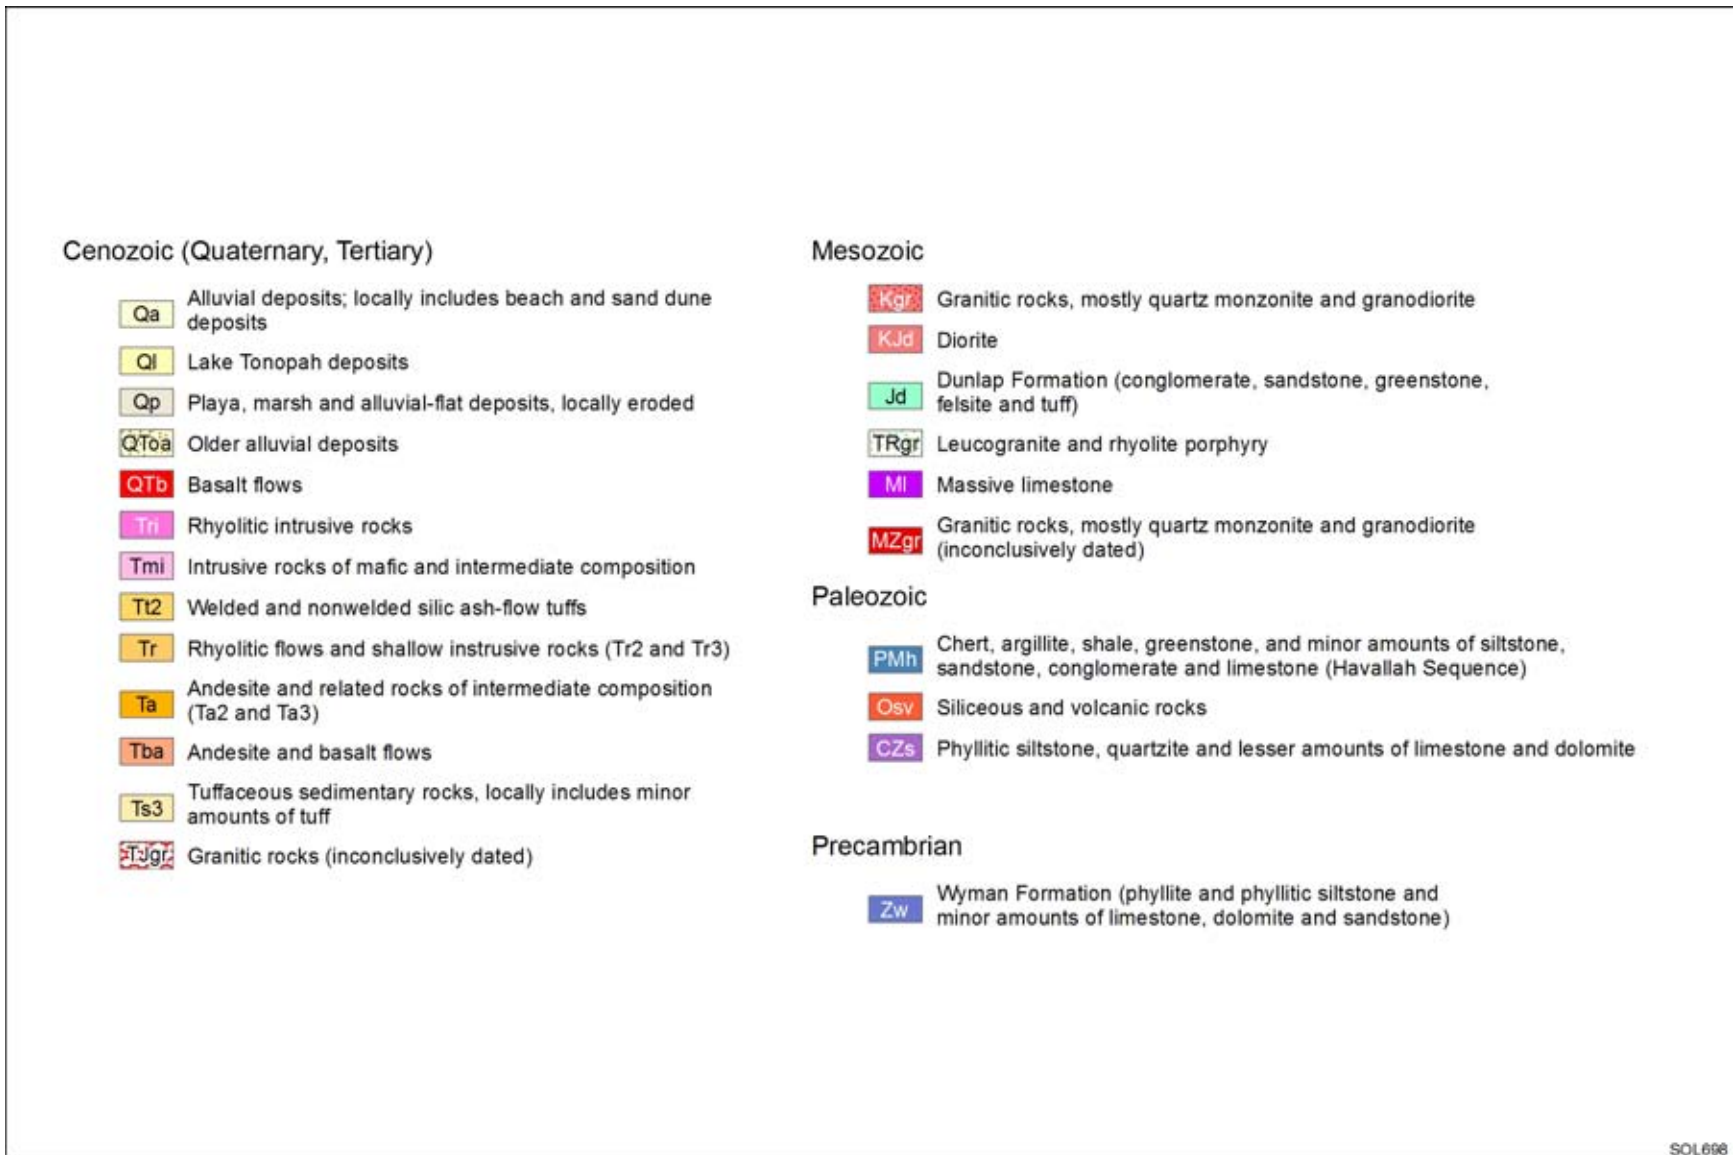 Cenozoic (Quaternary, Tertiary)
Qa
Alluvial deposits; locally includes beach and sand dune
deposits
Ql
Lake Tonopah deposits
Qp
Playa, marsh and alluvial-flat deposits, locally eroded
QToa
Older alluvial deposits
QTb
Basalt flows
Tri
Rhyolitic intrusive rocks
Tmi
Intrusive rocks of mafic and intermediate composition
Tt2
Welded and nonwelded silic ash-flow tuffs
Tr
Rhyolitic flows and shallow instrusive rocks (Tr2 and Tr3)
Ta
Andesite and related rocks of intermediate composition
(Ta2 and Ta3)
Tba
Andesite and basalt flows
Ts3
Tuffaceous sedimentary rocks, locally includes minor
amounts of tuff
TJgr
Granitic rocks (inconclusively dated)
Mesozoic
Kgr
Granitic rocks, mostly quartz monzonite and granodiorite
KJd
Diorite
Jd
Dunlap Formation (conglomerate, sandstone, greenstone,
felsite and tuff)
TRgr
Leucogranite and rhyolite porphyry
Ml
Massive limestone
MZgr
Granitic rocks, mostly quartz monzonite and granodiorite
(inconclusively dated)
Paleozoic
PMh
Chert, argillite, shale, greenstone, and minor amounts of siltstone,
sandstone, conglomerate and limestone (Havallah Sequence)
Osv
Siliceous and volcanic rocks
CZs
Phyllitic siltstone, quartzite and lesser amounts of limestone and dolomite
Precambrian
Zw
Wyman Formation (phyllite and phyllitic siltstone and
minor amounts of limestone, dolomite and sandstone)
SOL698